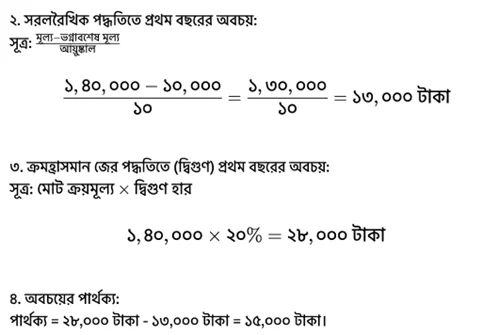 ২. সরলরৈখিক পদ্ধতিতে প্রথম বছরের অবচয়:
সূত্র: মূল্য−ভগ্নাবশেষ মূল্য / আয়ুষ্কাল
১,৪০,০০০ − ১০,০০০ / ১০ = ১,৩০,০০০ / ১০ = ১৩,০০০ টাকা
৩. ক্রমহ্রাসমান জের পদ্ধতিতে (দ্বিগুণ) প্রথম বছরের অবচয়:
সূত্র: মোট ক্রয়মূল্য × দ্বিগুণ হার
১,৪০,০০০ × ২০% = ২৮,০০০ টাকা
৪. অবচয়ের পার্থক্য:
পার্থক্য = ২৮,০০০ টাকা - ১৩,০০০ টাকা = ১৫,০০০ টাকা।